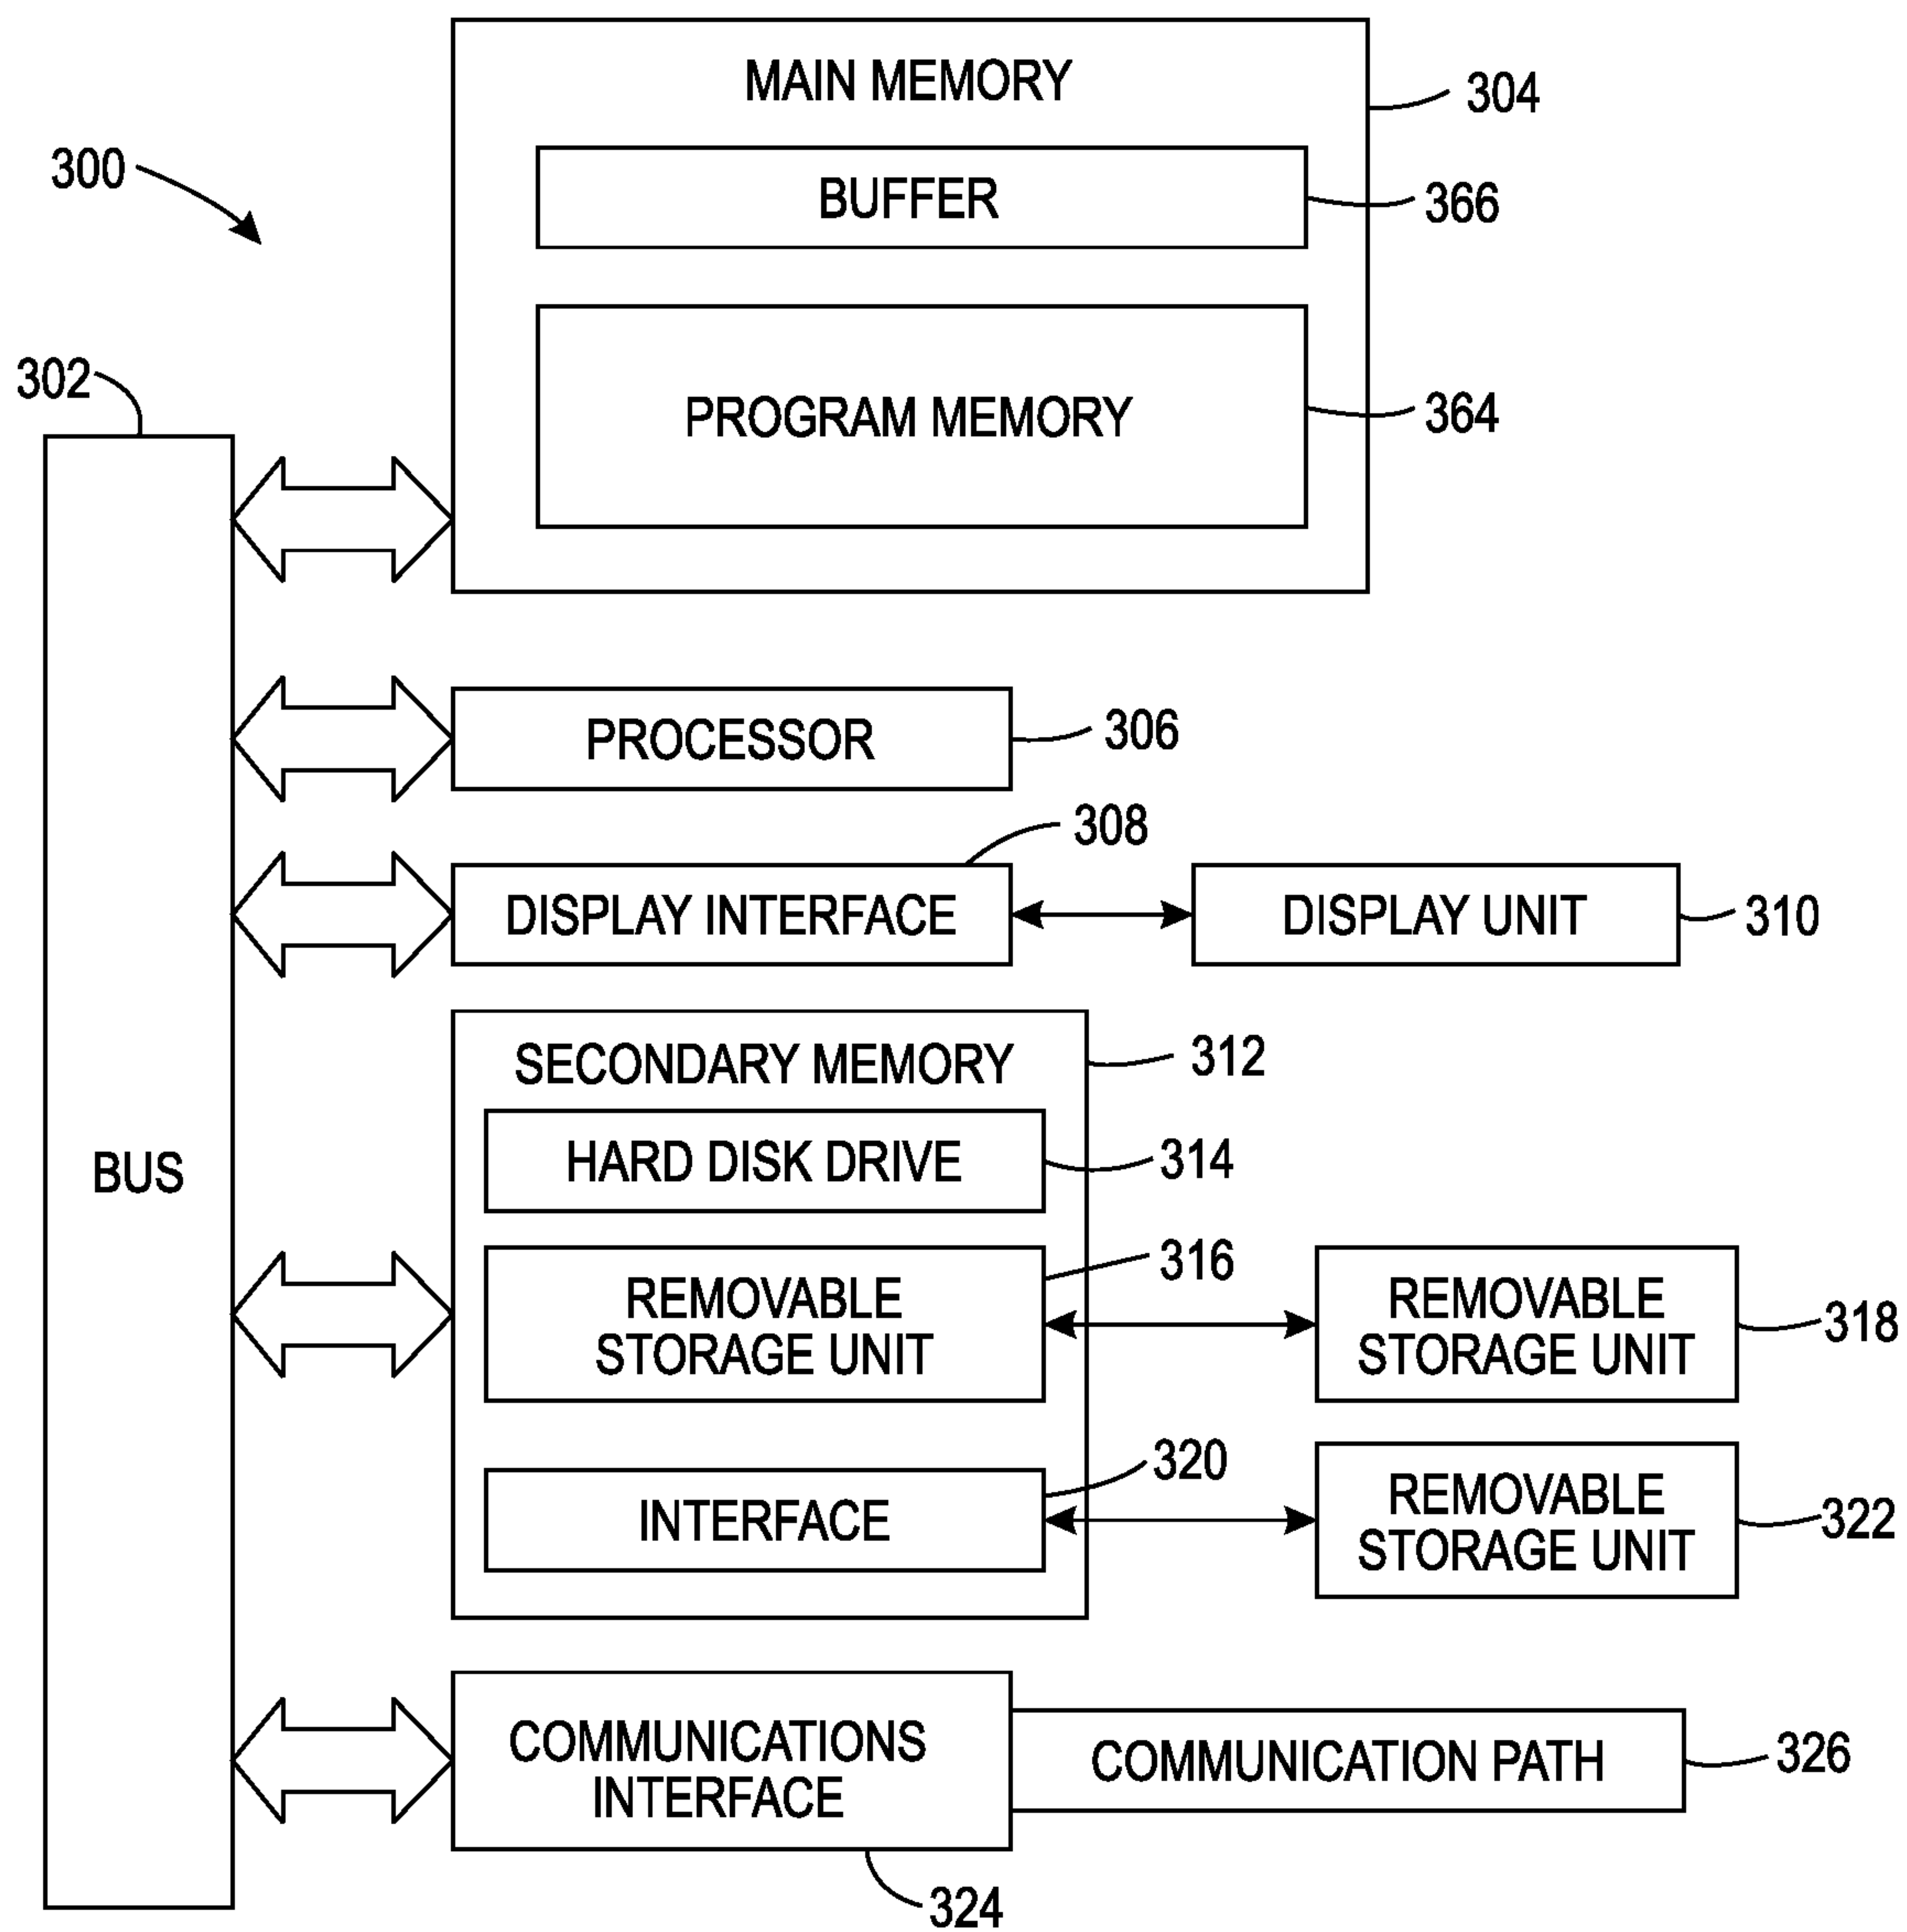 MAIN MEMORY
304
300
BUFFER
366
302
PROGRAM MEMORY
364
PROCESSOR
306
308
DISPLAY INTERFACE
DISPLAY UNIT
310
SECONDARY MEMORY
312
HARD DISK DRIVE
314
BUS
316
REMOVABLE
STORAGE UNIT
REMOVABLE
STORAGE UNIT
318
320
INTERFACE
REMOVABLE
STORAGE UNIT
322
COMMUNICATIONS
INTERFACE
COMMUNICATION PATH
326
324